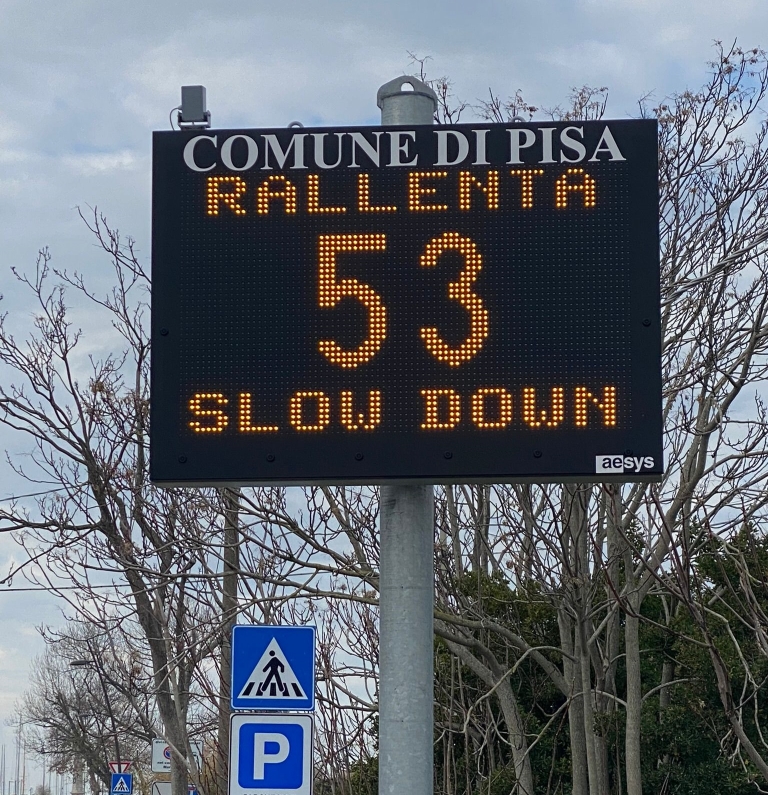 COMUNE DI PISA
RALLENTA
53
SLOW DOWN
aesys
P